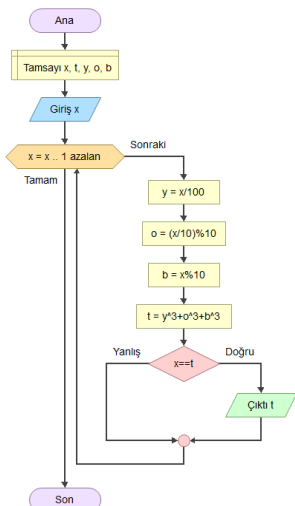 Ana
Tamsayı x, t, y, o, b
Giriş x
x = x .. 1 azalan
Sonraki
Tamam
y = x/100
o = (x/10)%10
b = x%10
t = y^3+o^3+b^3
Yanlış
x==t
Doğru
Çıktı t
Son